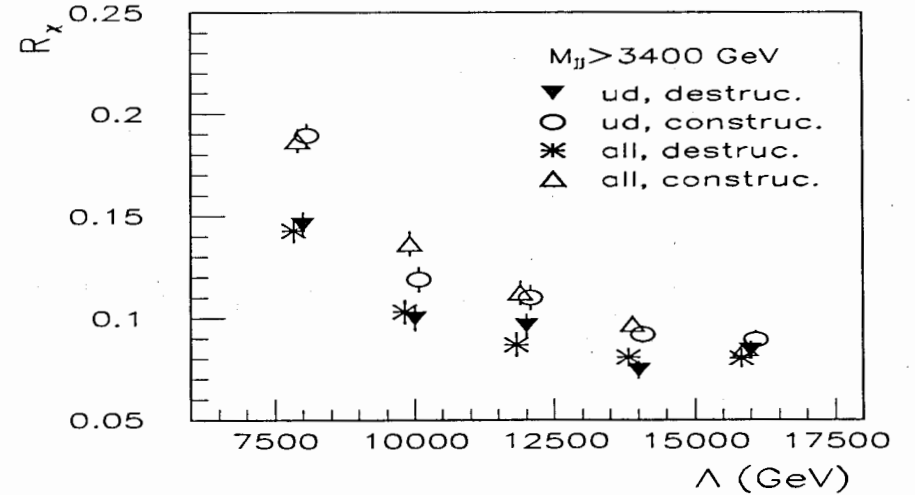 0.25
R_χ
M_JJ>3400 GeV
ud, destruc.
0.2
ud, construc.
all, destruc.
all, construc.
0.15
0.1
0.05
7500 10000 12500 15000 17500
Λ (GeV)